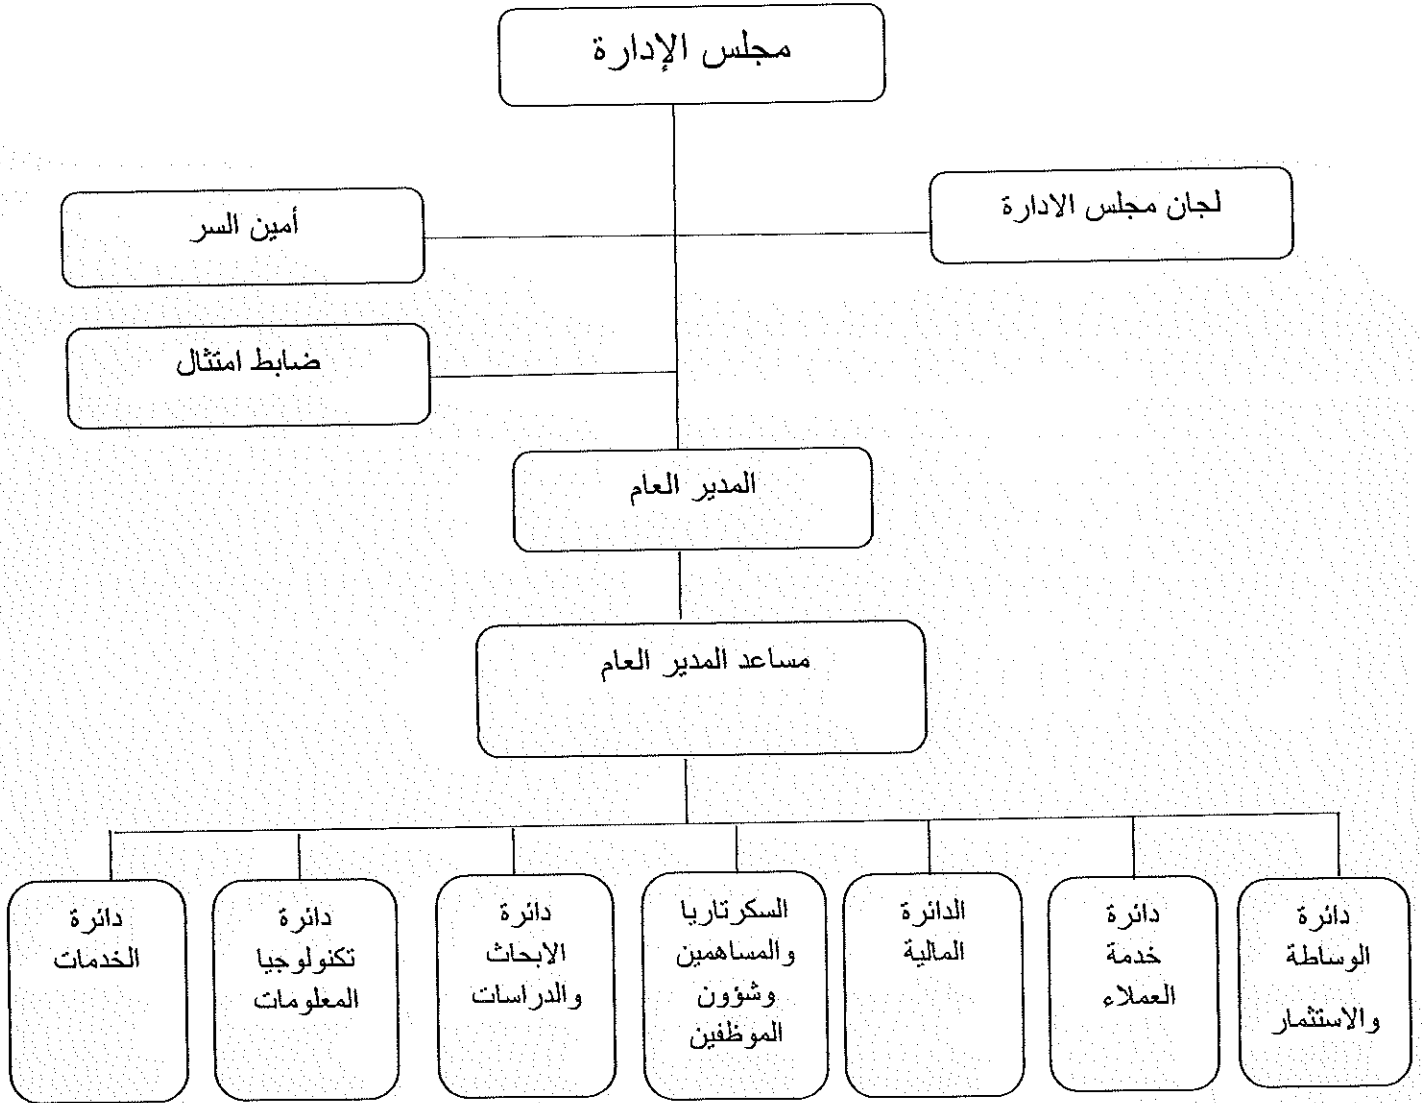 مجلس الإدارة
لجان مجلس الادارة
أمين السر
ضابط امتثال
المدير العام
مساعد المدير العام
دائرة
الوساطة
والاستثمار
دائرة
خدمة
العملاء
الدائرة
المالية
السكرتاريا
والمساهمين
وشؤون
الموظفين
دائرة
الابحاث
والدراسات
دائرة
تكنولوجيا
المعلومات
دائرة
الخدمات